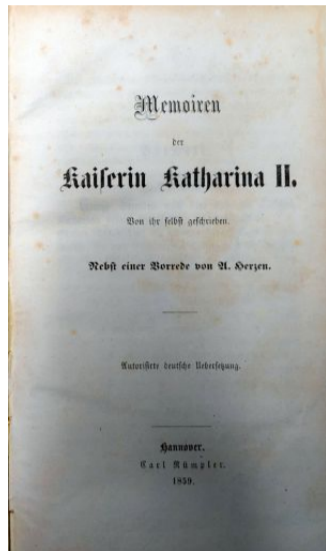 Memoiren
der
Kaiserin Katharina II.
Von ihr selbst geschrieben.
Nebst einer Vorrede von A. Herzen.
Autorisirte deutsche Uebersetzung.
Hannover.
Carl Rümpler.
1859.